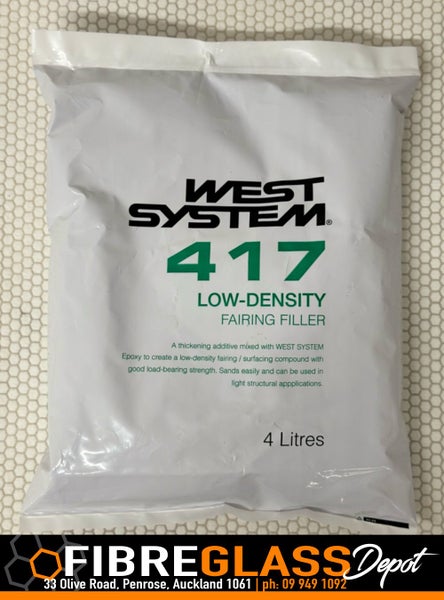 WEST
SYSTEM®
417
LOW-DENSITY
FAIRING FILLER
A thickening additive mixed with WEST SYSTEM
Epoxy to create a low-density fairing / surfacing compound with
good load-bearing strength. Sands easily and can be used in
light structural appplications.
4 Litres
FIBREGLASS Depot
33 Olive Road, Penrose, Auckland 1061 | ph: 09 949 1092